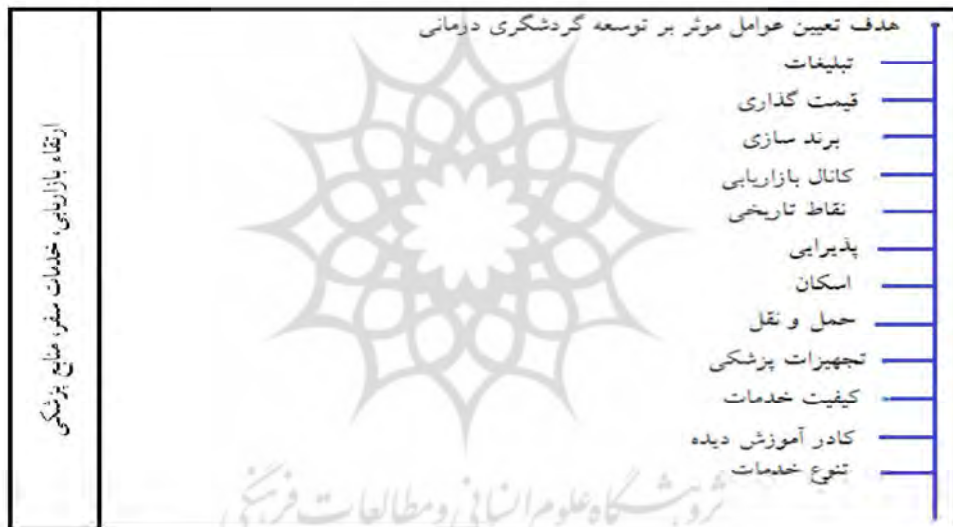 هدف تعیین عوامل موثر بر توسعه گردشگری درمانی
تبلیغات
قیمت گذاری
برند سازی
کانال بازاریابی
نقاط تاریخی
پذیرایی
اسکان
حمل و نقل
تجهیزات پزشکی
کیفیت خدمات
کادر آموزش دیده
تنوع خدمات
ارتقاء بازاریابی، خدمات سفر، منابع پزشکی
پژوهشگاه علوم انسانی و مطالعات فرهنگی